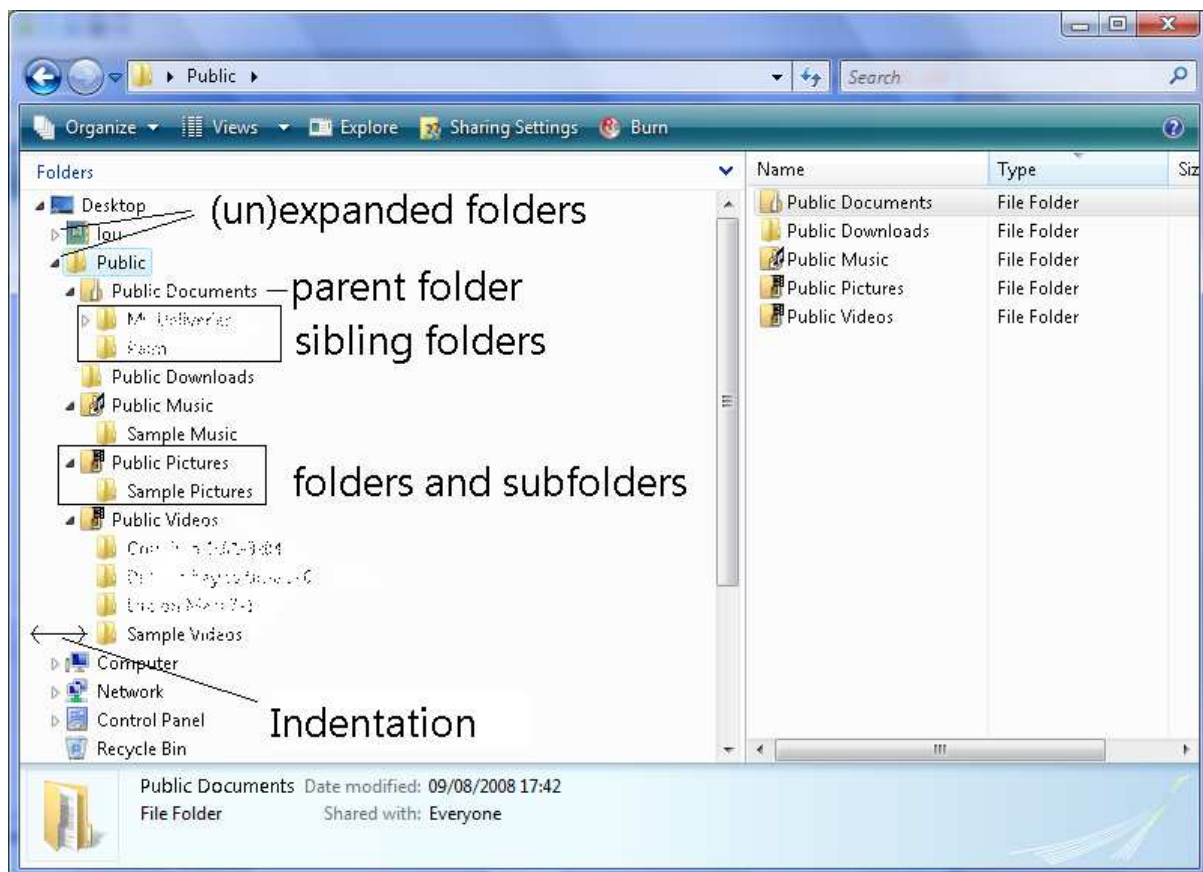 Public
Search
Organize Views Explore Sharing Settings Burn
Folders
Desktop
lou
Public
Public Documents
Public Downloads
Public Music
Sample Music
Public Pictures
Sample Pictures
Public Videos
Sample Videos
Computer
Network
Control Panel
Recycle Bin
(un)expanded folders
parent folder
sibling folders
folders and subfolders
Indentation
Name Type Siz
Public Documents File Folder
Public Downloads File Folder
Public Music File Folder
Public Pictures File Folder
Public Videos File Folder
Public Documents Date modified: 09/08/2008 17:42
File Folder Shared with: Everyone